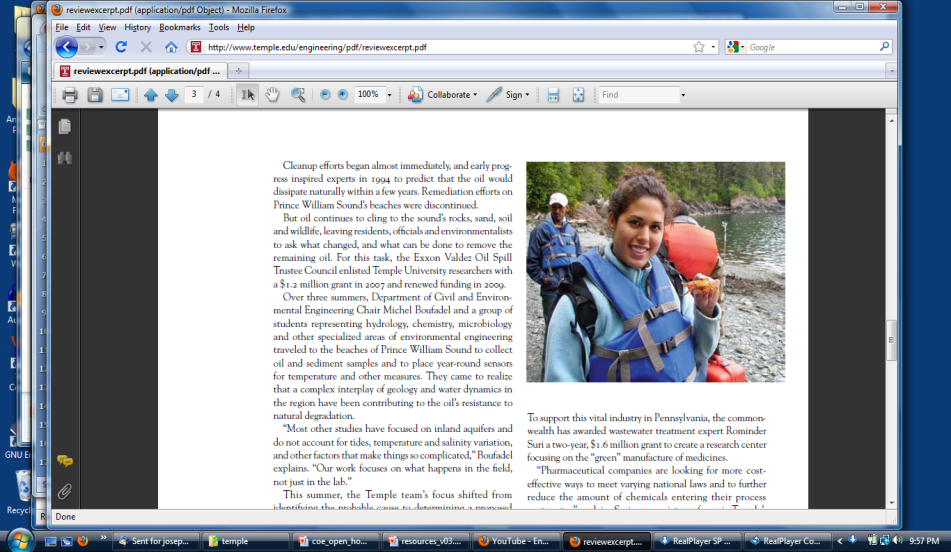 reviewexcerpt.pdf (application/pdf Object) - Mozilla Firefox
File Edit View History Bookmarks Tools Help
http://www.temple.edu/engineering/pdf/reviewexcerpt.pdf
Google
reviewexcerpt.pdf (application/pdf ...
3 / 4
100%
Collaborate
Sign
Find
Cleanup efforts began almost immediately, and early prog-
ress inspired experts in 1994 to predict that the oil would
dissipate naturally within a few years. Remediation efforts on
Prince William Sound's beaches were discontinued.
But oil continues to cling to the sound's rocks, sand, soil
and wildlife, leaving residents, officials and environmentalists
to ask what changed, and what can be done to remove the
remaining oil. For this task, the Exxon Valdez Oil Spill
Trustee Council enlisted Temple University researchers with
a $1.2 million grant in 2007 and renewed funding in 2009.
Over three summers, Department of Civil and Environ-
mental Engineering Chair Michel Boufadel and a group of
students representing hydrology, chemistry, microbiology
and other specialized areas of environmental engineering
traveled to the beaches of Prince William Sound to collect
oil and sediment samples and to place year-round sensors
for temperature and other measures. They came to realize
that a complex interplay of geology and water dynamics in
the region have been contributing to the oil's resistance to
natural degradation.
"Most other studies have focused on inland aquifers and
do not account for tides, temperature and salinity variation,
and other factors that make things so complicated," Boufadel
explains. "Our work focuses on what happens in the field,
not just in the lab."
This summer, the Temple team's focus shifted from
identifying the probable cause to determining a proposed
To support this vital industry in Pennsylvania, the common-
wealth has awarded wastewater treatment expert Rominder
Suri a two-year, $1.6 million grant to create a research center
focusing on the "green" manufacture of medicines.
"Pharmaceutical companies are looking for more cost-
effective ways to meet varying national laws and to further
reduce the amount of chemicals entering their process
Done
GNU E
Recycl
Sent for josep...
temple
coe_open_ho...
resources_v03....
YouTube - En...
reviewexcerpt....
RealPlayer SP ...
RealPlayer Co...
9:57 PM